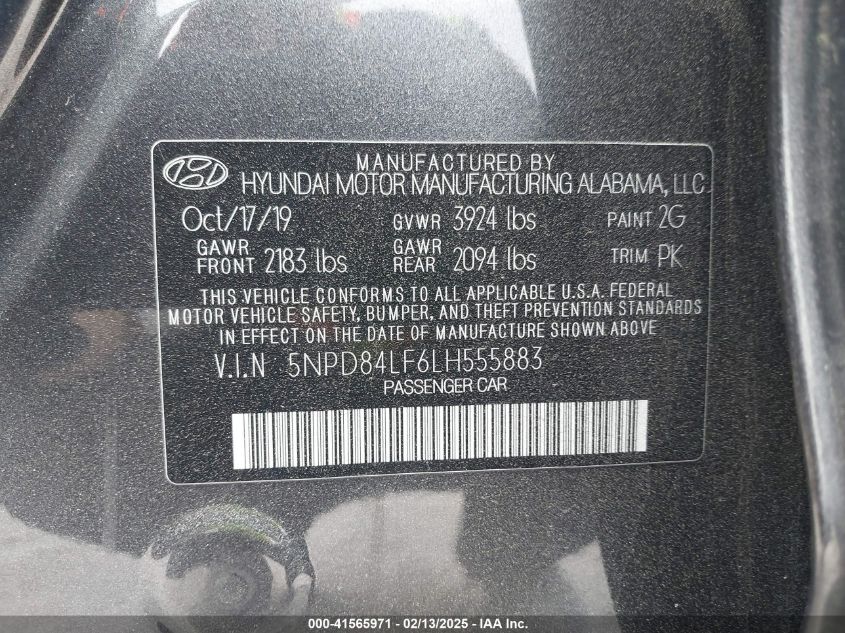 MANUFACTURED BY
HYUNDAI MOTOR MANUFACTURING ALABAMA, LLC
Oct/17/19 GVWR 3924 lbs PAINT 2G
GAWR FRONT 2183 lbs GAWR REAR 2094 lbs TRIM PK
THIS VEHICLE CONFORMS TO ALL APPLICABLE U.S.A. FEDERAL
MOTOR VEHICLE SAFETY, BUMPER, AND THEFT PREVENTION STANDARDS
IN EFFECT ON THE DATE OF MANUFACTURE SHOWN ABOVE
V.I.N 5NPD84LF6LH555883
PASSENGER CAR
000-41565971 - 02/13/2025 - IAA Inc.